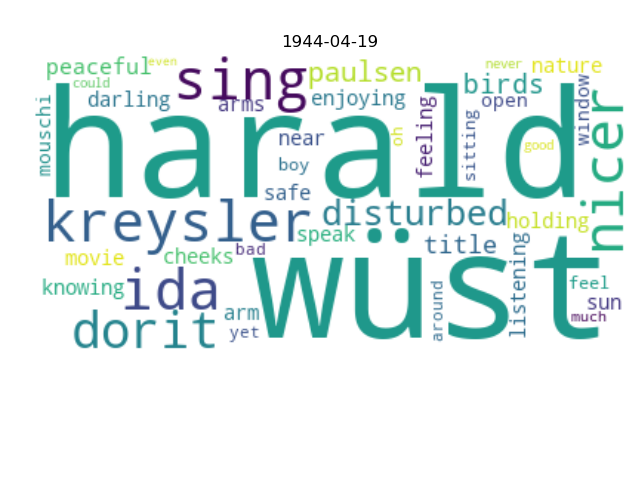 1944-04-19
peaceful
even
could
sing
paulsen
never
nature
birds
darling
arms
enjoying
open
window
mouschi
harald
near
oh
feeling
sitting
good
nicer
boy
safe
kreysler
disturbed
holding
speak
title
bad
movie
cheeks
wüst
listening
knowing
ida
feel
sun
around
arm
dorit
yet
much